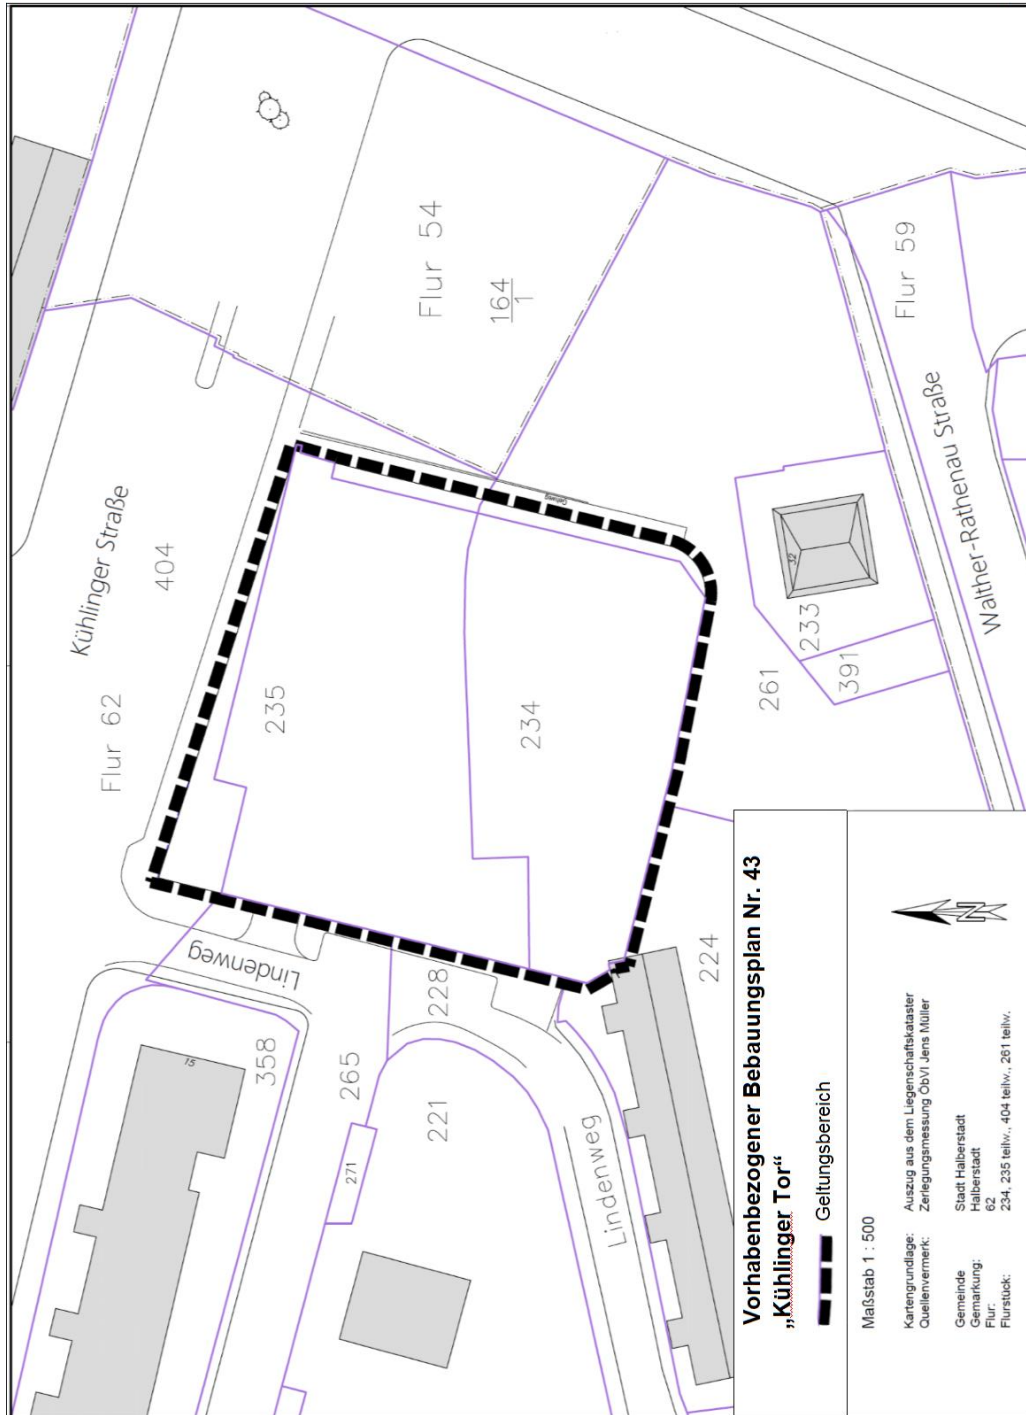 Kühlinger Straße
Flur 62
404
235
234
Flur 54
164
1
Gehweg
Flur 59
Walther-Rathenau Straße
32
233
391
261
224
Lindenweg
228
358
15
265
271
221
Lindenweg
Vorhabenbezogener Bebauungsplan Nr. 43
„Kühlinger Tor“
Geltungsbereich
Maßstab 1 : 500
Kartengrundlage: Auszug aus dem Liegenschaftskataster
Quellenvermerk: Zerlegungsmessung ÖbVI Jens Müller
Gemeinde Stadt Halberstadt
Gemarkung: Halberstadt
Flur: 62
Flurstück: 234, 235 teilw., 404 teilw., 261 teilw.
N